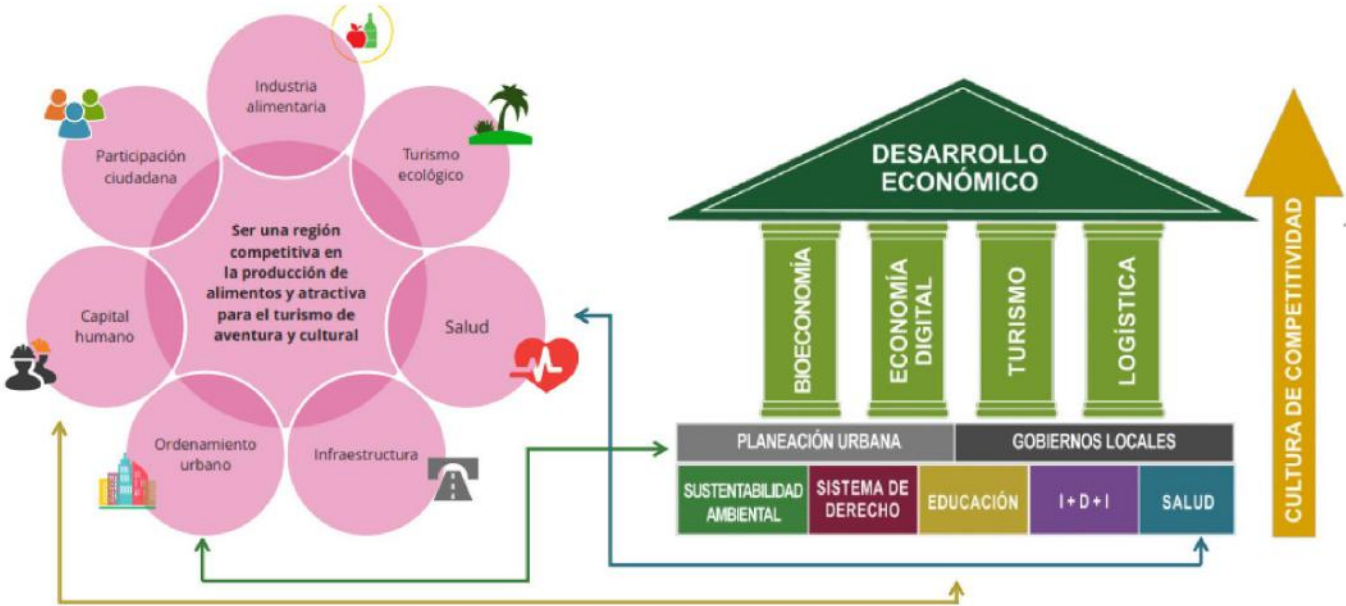 Industria
alimentaria
Turismo
ecológico
Salud
Infraestructura
Ordenamiento
urbano
Capital
humano
Participación
ciudadana
Ser una región
competitiva en
la producción de
alimentos y atractiva
para el turismo de
aventura y cultural
DESARROLLO
ECONÓMICO
BIOECONOMÍA
ECONOMÍA
DIGITAL
TURISMO
LOGÍSTICA
PLANEACIÓN URBANA
GOBIERNOS LOCALES
SUSTENTABILIDAD
AMBIENTAL
SISTEMA DE
DERECHO
EDUCACIÓN
I + D + I
SALUD
CULTURA DE COMPETITIVIDAD